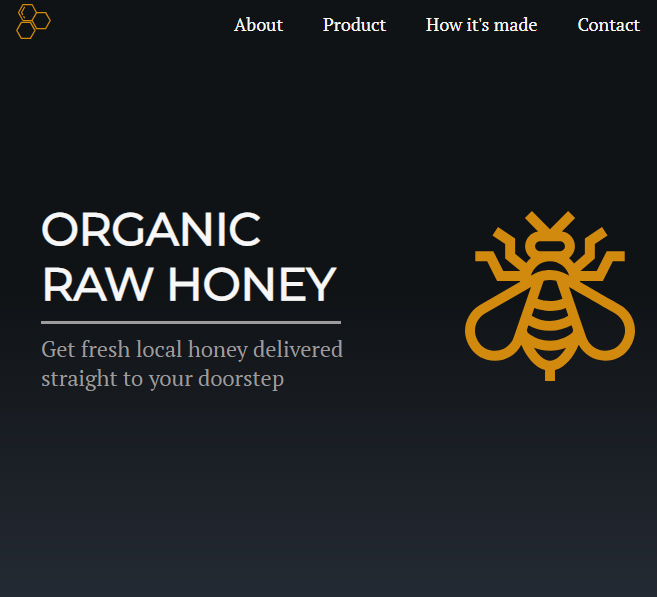 About Product How it's made Contact
ORGANIC
RAW HONEY
Get fresh local honey delivered
straight to your doorstep